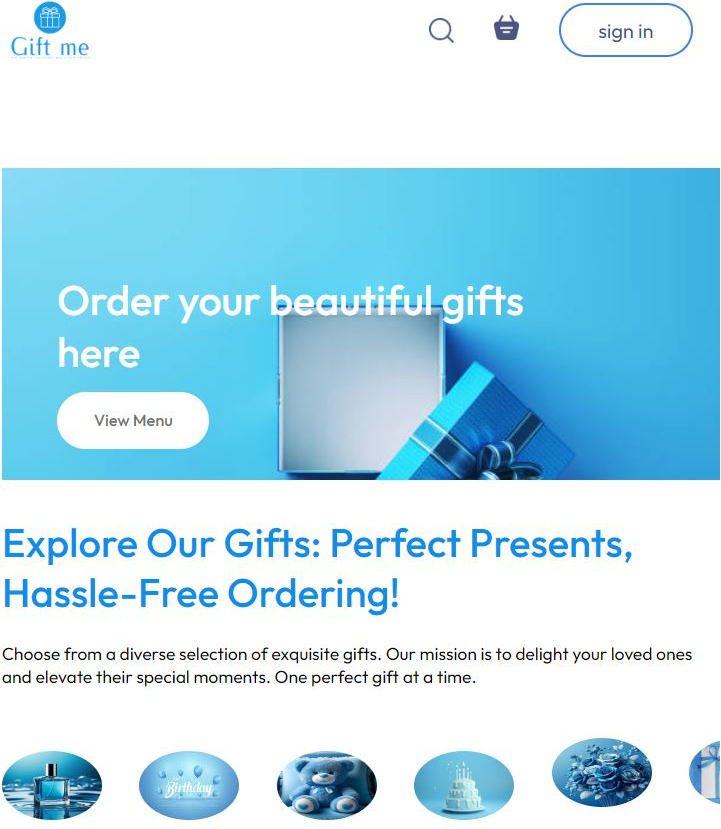 Gift me
sign in
Order your beautiful gifts
here
View Menu
Explore Our Gifts: Perfect Presents,
Hassle-Free Ordering!
Choose from a diverse selection of exquisite gifts. Our mission is to delight your loved ones
and elevate their special moments. One perfect gift at a time.
Birthday